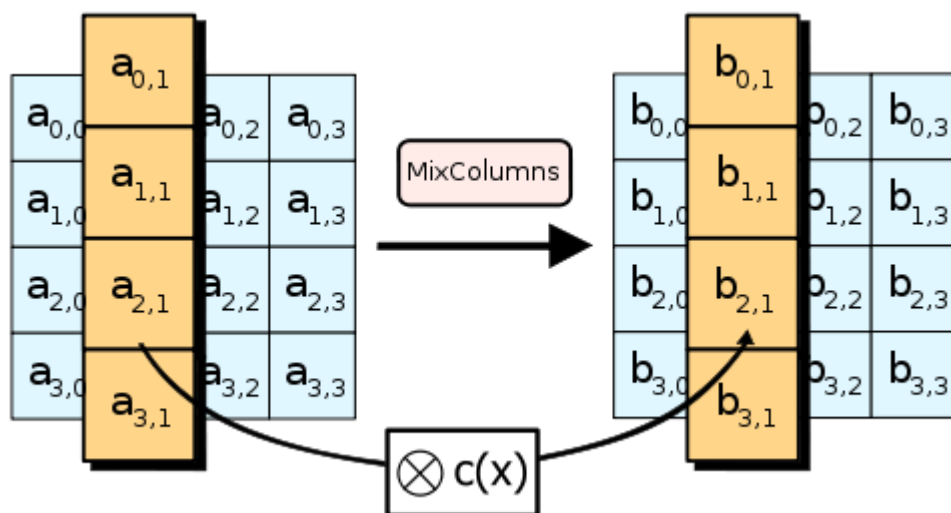 a0,1
a0,0 a0,2 a0,3
a1,1
a1,0 a1,2 a1,3
a2,1
a2,0 a2,2 a2,3
a3,1
a3,0 a3,2 a3,3
MixColumns
b0,1
b0,0 b0,2 b0,3
b1,1
b1,0 b1,2 b1,3
b2,1
b2,0 b2,2 b2,3
b3,1
b3,0 b3,2 b3,3
⊗ c(x)